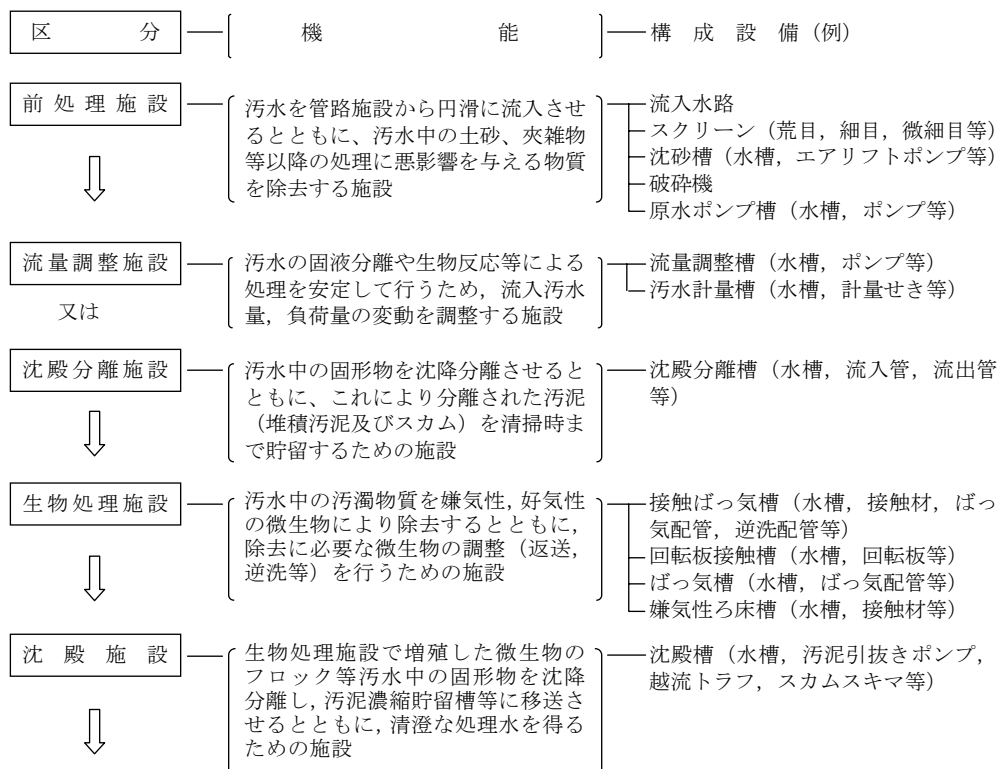 区分 機能 構成設備(例)
前処理施設
汚水を管路施設から円滑に流入させ
るとともに、汚水中の土砂、夾雑物
等以降の処理に悪影響を与える物質
を除去する施設
流入水路
スクリーン(荒目,細目,微細目等)
沈砂槽(水槽,エアリフトポンプ等)
破砕機
原水ポンプ槽(水槽,ポンプ等)
流量調整施設
又は
汚水の固液分離や生物反応等による
処理を安定して行うため,流入汚水
量,負荷量の変動を調整する施設
流量調整槽(水槽,ポンプ等)
汚水計量槽(水槽,計量せき等)
沈殿分離施設
汚水中の固形物を沈降分離させると
ともに、これにより分離された汚泥
(堆積汚泥及びスカム)を清掃時ま
で貯留するための施設
沈殿分離槽(水槽,流入管,流出管
等)
生物処理施設
汚水中の汚濁物質を嫌気性,好気性
の微生物により除去するとともに,
除去に必要な微生物の調整(返送,
逆洗等)を行うための施設
接触ばっ気槽(水槽,接触材,ばっ
気配管,逆洗配管等)
回転板接触槽(水槽,回転板等)
ばっ気槽(水槽,ばっ気配管等)
嫌気性ろ床槽(水槽,接触材等)
沈殿施設
生物処理施設で増殖した微生物の
フロック等汚水中の固形物を沈降
分離し,汚泥濃縮貯留槽等に移送さ
せるとともに,清澄な処理水を得る
ための施設
沈殿槽(水槽,汚泥引抜きポンプ,
越流トラフ,スカムスキマ等)